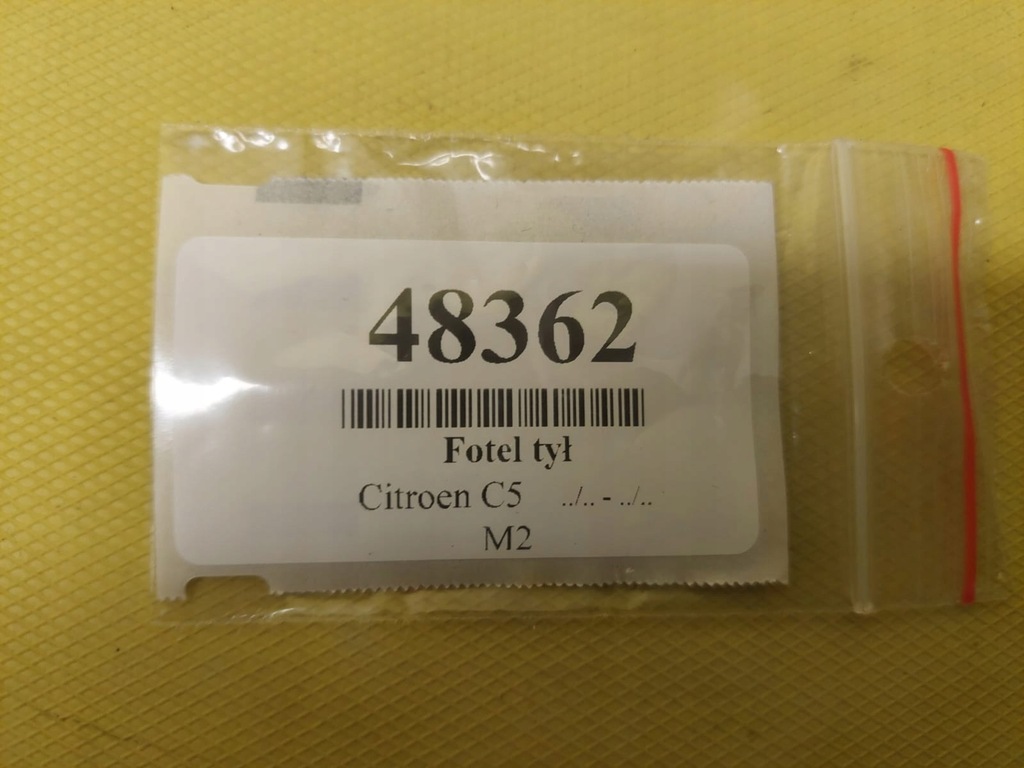 48362
Fotel tył
Citroen C5 ../.. - ../..
M2